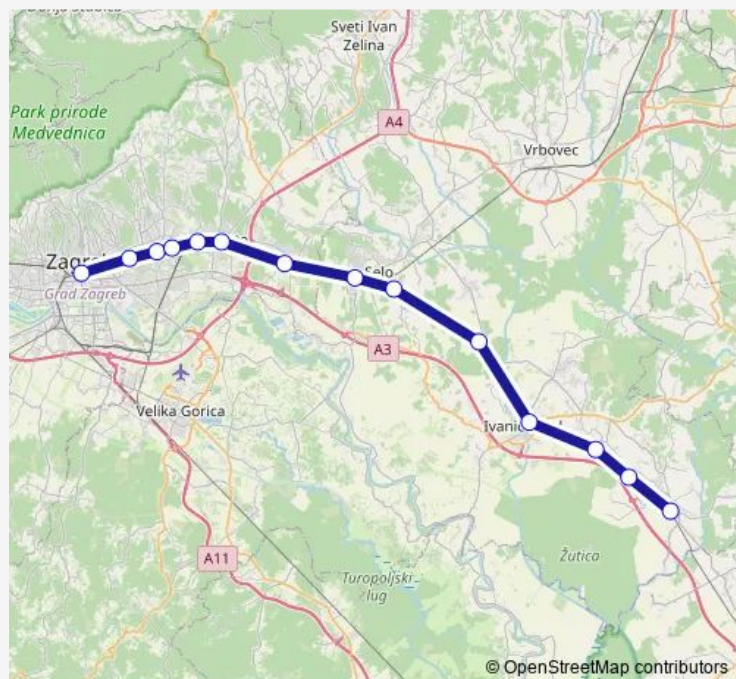 Sveti Ivan
Zelina
Park prirode
Medvednica
A4
Vrbovec
Grad Zagreb
Selo
A3
Velika Gorica
A11
Žutica
Turopoljski
lug
© OpenStreetMap contributors